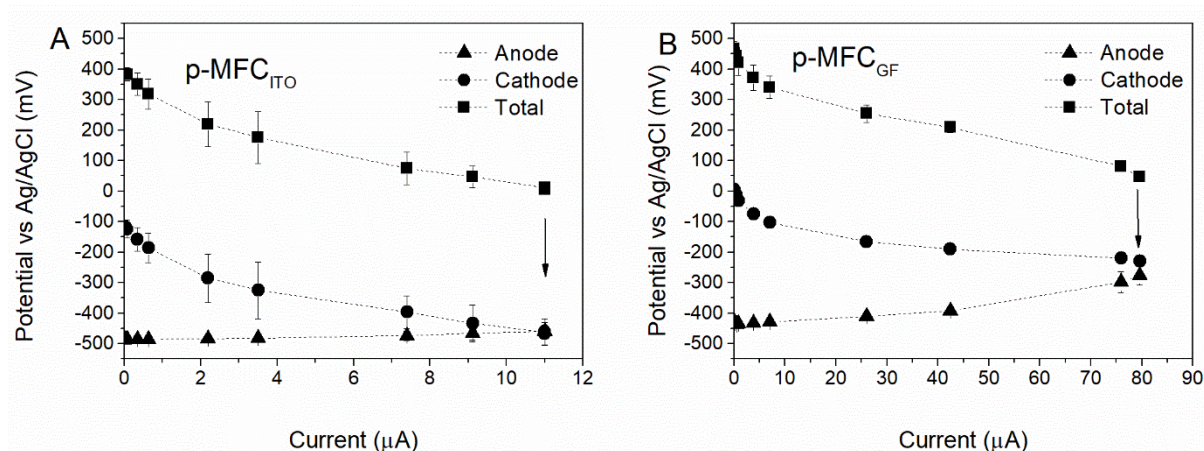 A
p-MFC_ITO
Anode
Cathode
Total
Potential vs Ag/AgCl (mV)
500
400
300
200
100
0
-100
-200
-300
-400
-500
0 2 4 6 8 10 12
Current (μA)
B
p-MFC_GF
Anode
Cathode
Total
Potential vs Ag/AgCl (mV)
500
400
300
200
100
0
-100
-200
-300
-400
-500
0 10 20 30 40 50 60 70 80 90
Current (μA)